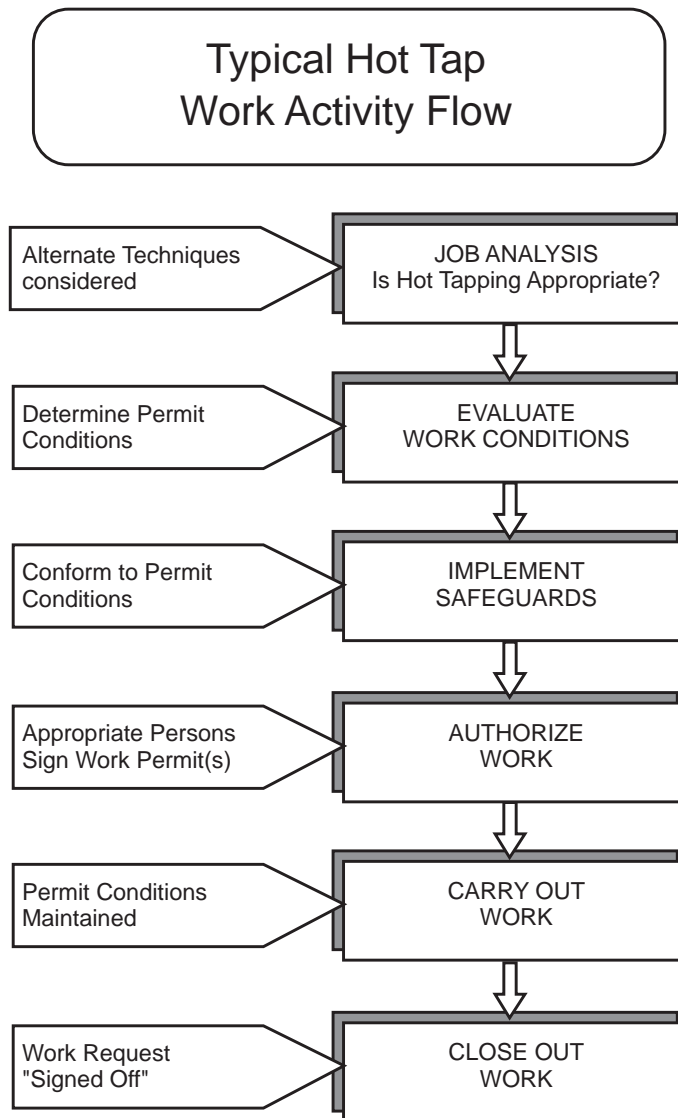 Typical Hot Tap
Work Activity Flow
Alternate Techniques
considered
JOB ANALYSIS
Is Hot Tapping Appropriate?
Determine Permit
Conditions
EVALUATE
WORK CONDITIONS
Conform to Permit
Conditions
IMPLEMENT
SAFEGUARDS
Appropriate Persons
Sign Work Permit(s)
AUTHORIZE
WORK
Permit Conditions
Maintained
CARRY OUT
WORK
Work Request
"Signed Off"
CLOSE OUT
WORK